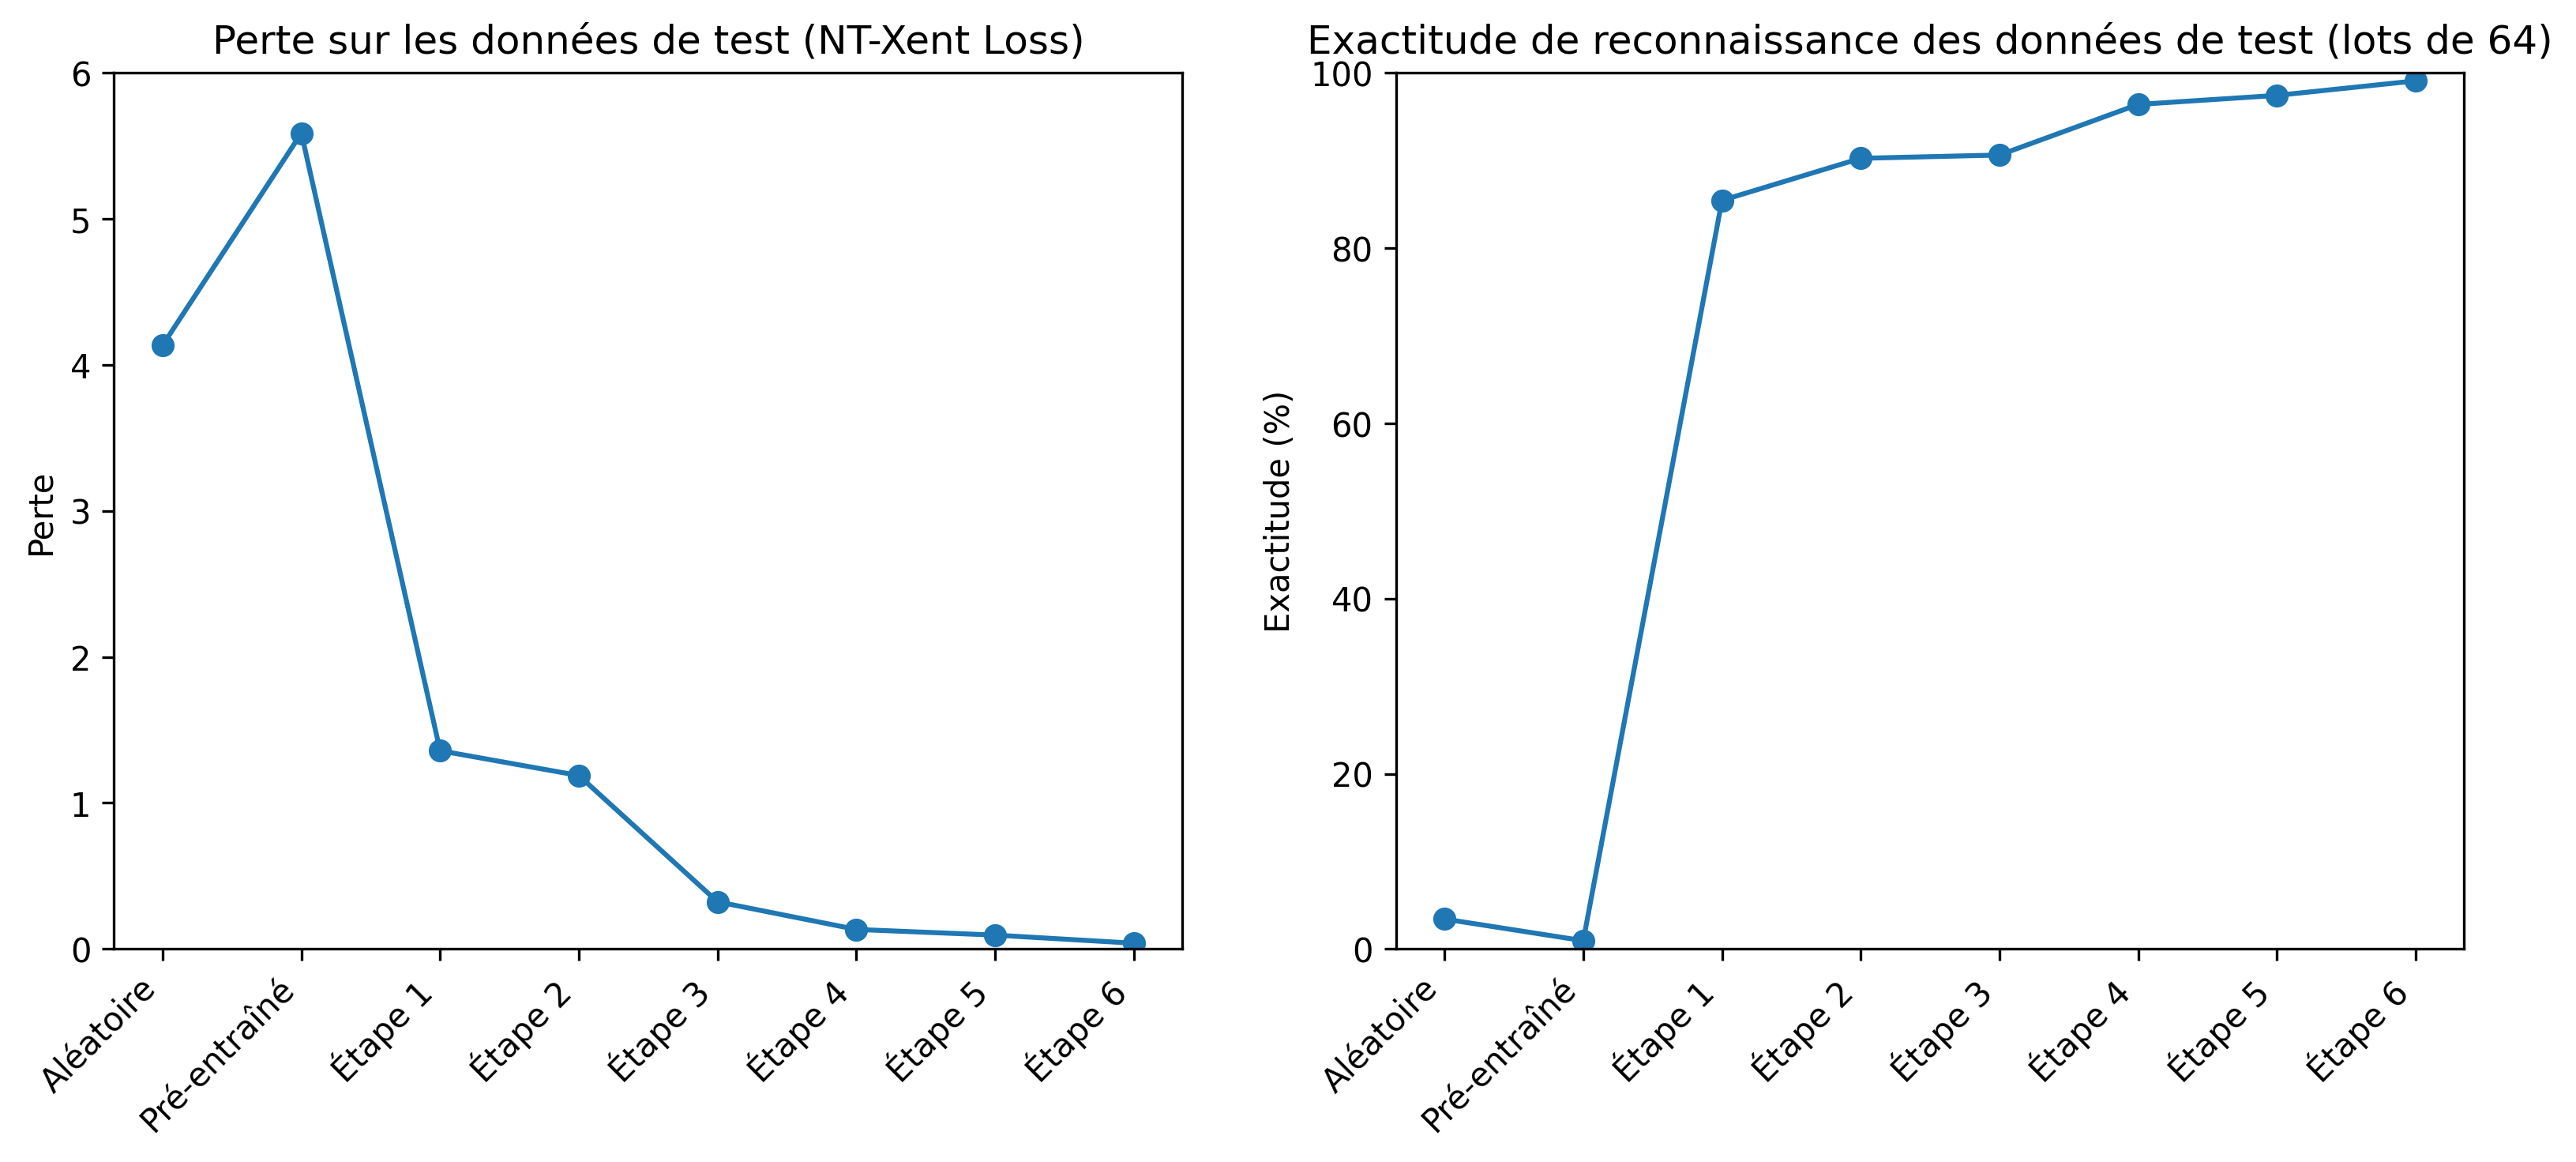 Perte sur les données de test (NT-Xent Loss)
6
5
4
3
2
1
0
Perte
Aléatoire
Pré-entraîné
Étape 1
Étape 2
Étape 3
Étape 4
Étape 5
Étape 6
Exactitude de reconnaissance des données de test (lots de 64)
100
80
60
40
20
0
Exactitude (%)
Aléatoire
Pré-entraîné
Étape 1
Étape 2
Étape 3
Étape 4
Étape 5
Étape 6